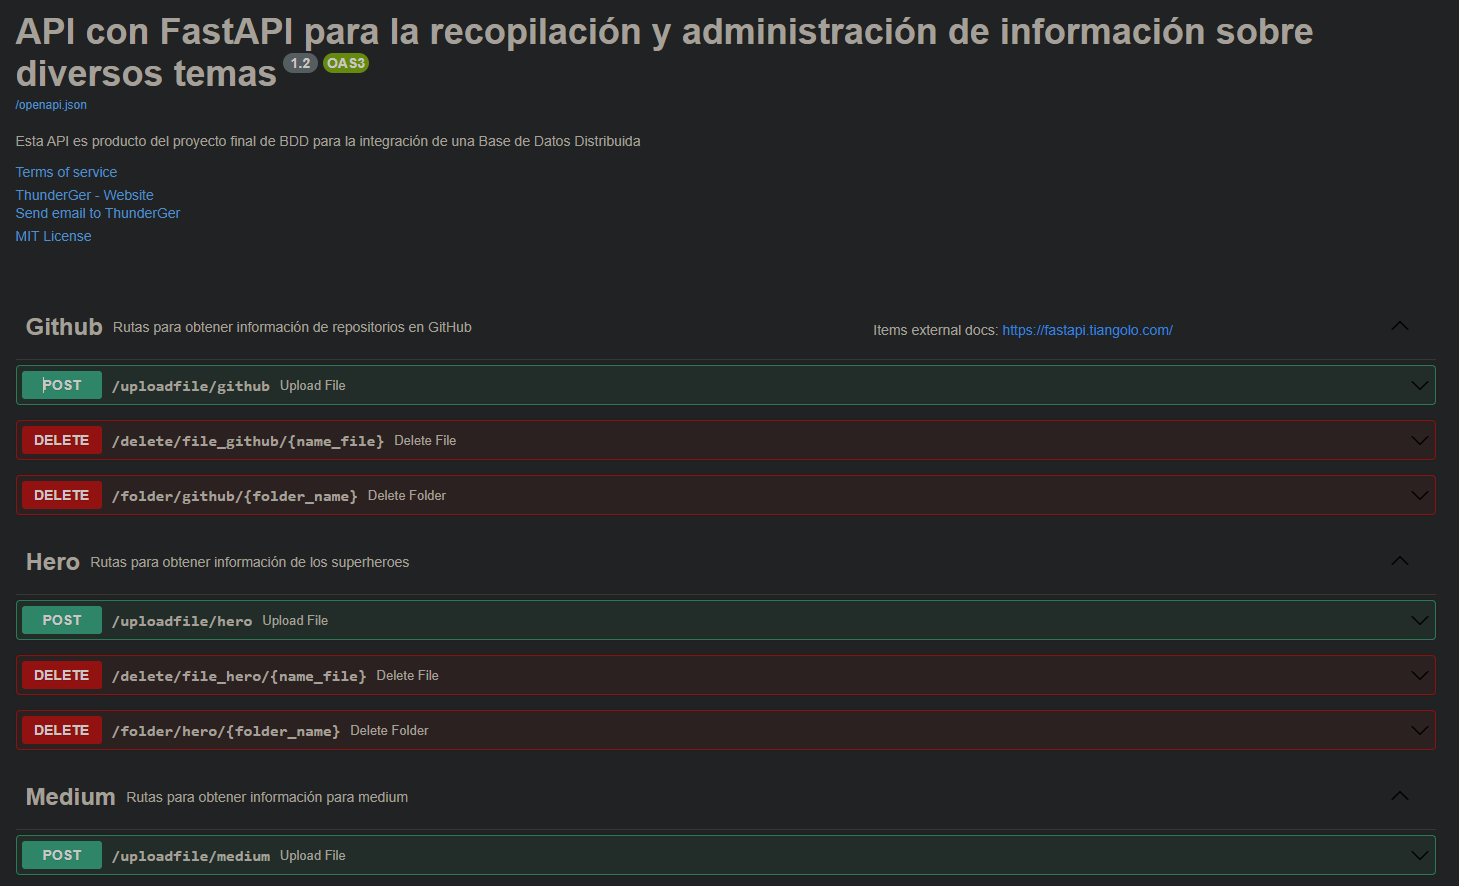 API con FastAPI para la recopilación y administración de información sobre
diversos temas 1.2 OAS3
/openapi.json
Esta API es producto del proyecto final de BDD para la integración de una Base de Datos Distribuida
Terms of service
ThunderGer - Website
Send email to ThunderGer
MIT License
Github Rutas para obtener información de repositorios en GitHub Items external docs: https://fastapi.tiangolo.com/
POST /uploadfile/github Upload File
DELETE /delete/file_github/{name_file} Delete File
DELETE /folder/github/{folder_name} Delete Folder
Hero Rutas para obtener información de los superheroes
POST /uploadfile/hero Upload File
DELETE /delete/file_hero/{name_file} Delete File
DELETE /folder/hero/{folder_name} Delete Folder
Medium Rutas para obtener información para medium
POST /uploadfile/medium Upload File